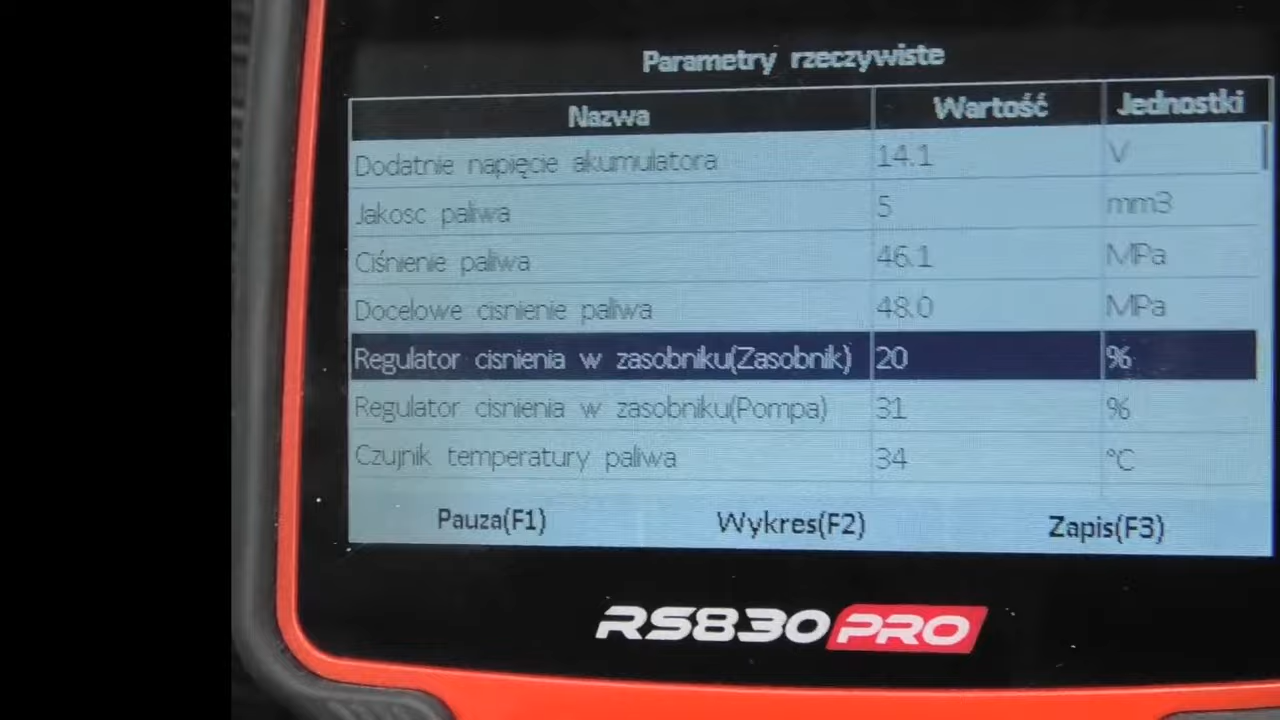 Parametry rzeczywiste
Nazwa Wartość Jednostki
Dodatnie napięcie akumulatora 14.1 V
Jakosc paliwa 5 mm3
Ciśnienie paliwa 46.1 MPa
Docelowe cisnienie paliwa 48.0 MPa
Regulator cisnienia w zasobniku(Zasobnik) 20 %
Regulator cisnienia w zasobniku(Pompa) 31 %
Czujnik temperatury paliwa 34 °C
Pauza(F1) Wykres(F2) Zapis(F3)
RS830 PRO